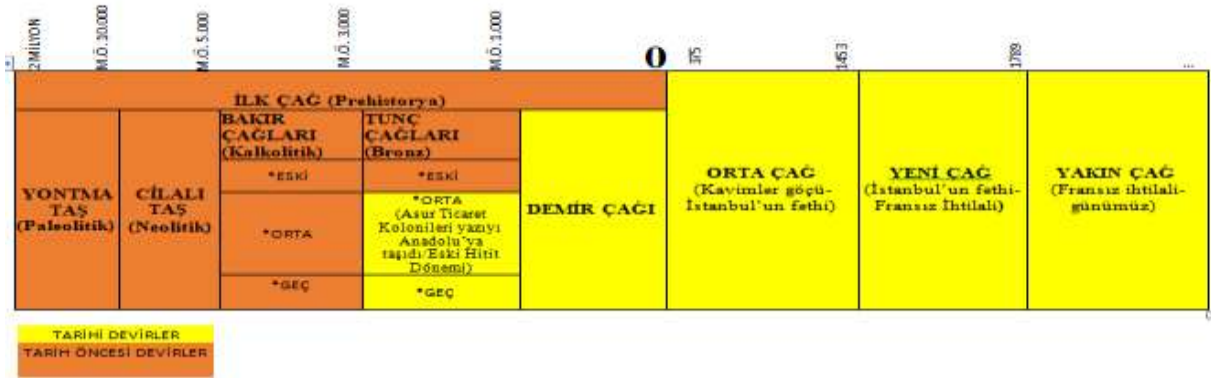 2 MİLYON
M.Ö. 10.000
M.Ö. 5.000
M.Ö. 3.000
M.Ö. 1.000
0
375
1453
1789
İLK ÇAĞ (Prehistorya)
YONTMA
TAŞ
(Paleolitik)
CİLALI
TAŞ
(Neolitik)
BAKIR
ÇAĞLARI
(Kalkolitik)
*ESKİ
*ORTA
*GEÇ
TUNÇ
ÇAĞLARI
(Bronz)
*ESKİ
*ORTA
(Asur Ticaret
Kolonileri yazıyı
Anadolu'ya
taşıdı/Eski Hitit
Dönemi)
*GEÇ
DEMİR ÇAĞI
ORTA ÇAĞ
(Kavimler göçü-
İstanbul'un fethi)
YENİ ÇAĞ
(İstanbul'un fethi-
Fransız İhtilali)
YAKIN ÇAĞ
(Fransız ihtilali-
günümüz)
TARİHİ DEVİRLER
TARİH ÖNCESİ DEVİRLER